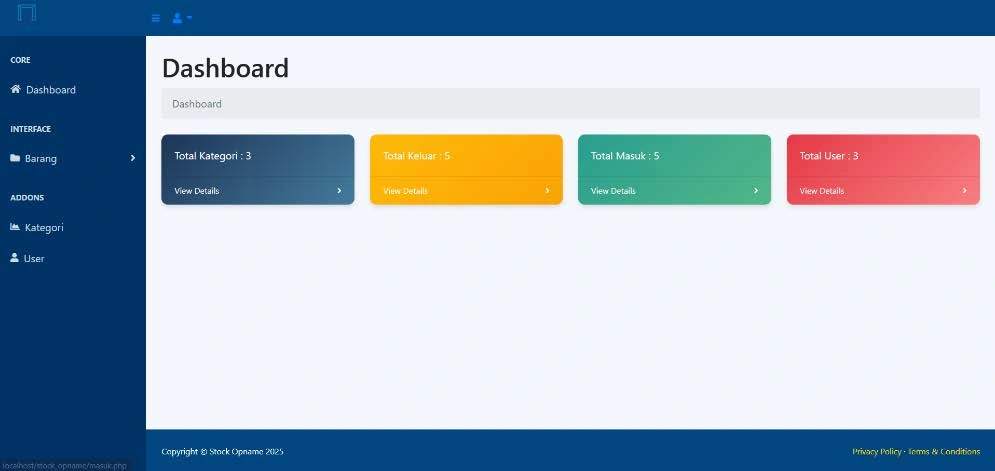 CORE
Dashboard
INTERFACE
Barang
ADDONS
Kategori
User
Dashboard
Dashboard
Total Kategori : 3
View Details
Total Keluar : 5
View Details
Total Masuk : 5
View Details
Total User : 3
View Details
Copyright © Stock Opname 2025
Privacy Policy · Terms & Conditions
localhost/stock_opname/masuk.php